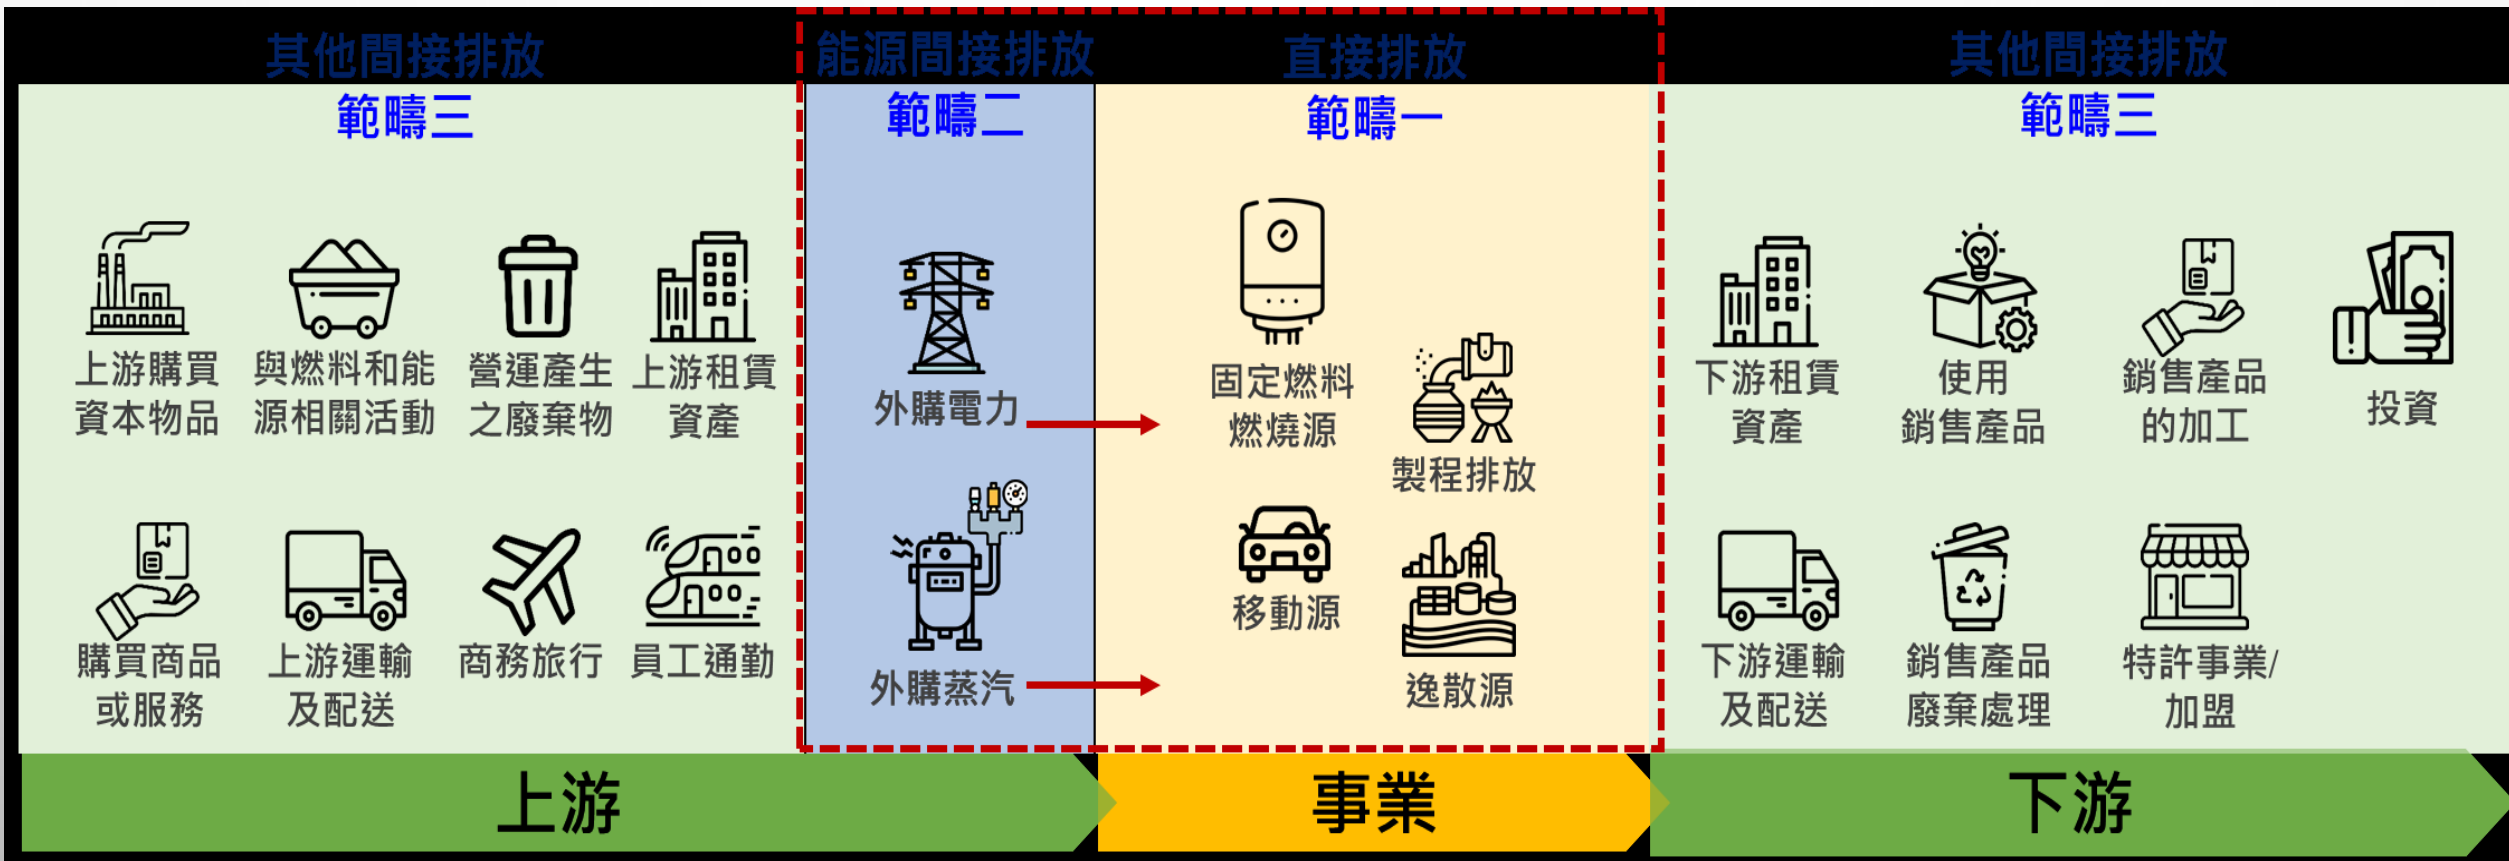 其他間接排放
能源間接排放
直接排放
其他間接排放
範疇三
範疇二
範疇一
範疇三
上游購買
資本物品
與燃料和能
源相關活動
營運產生
之廢棄物
上游租賃
資產
購買商品
或服務
上游運輸
及配送
商務旅行
員工通勤
外購電力
外購蒸汽
固定燃料
燃燒源
製程排放
移動源
逸散源
下游租賃
資產
使用
銷售產品
銷售產品
的加工
投資
下游運輸
及配送
銷售產品
廢棄處理
特許事業/
加盟
上游
事業
下游